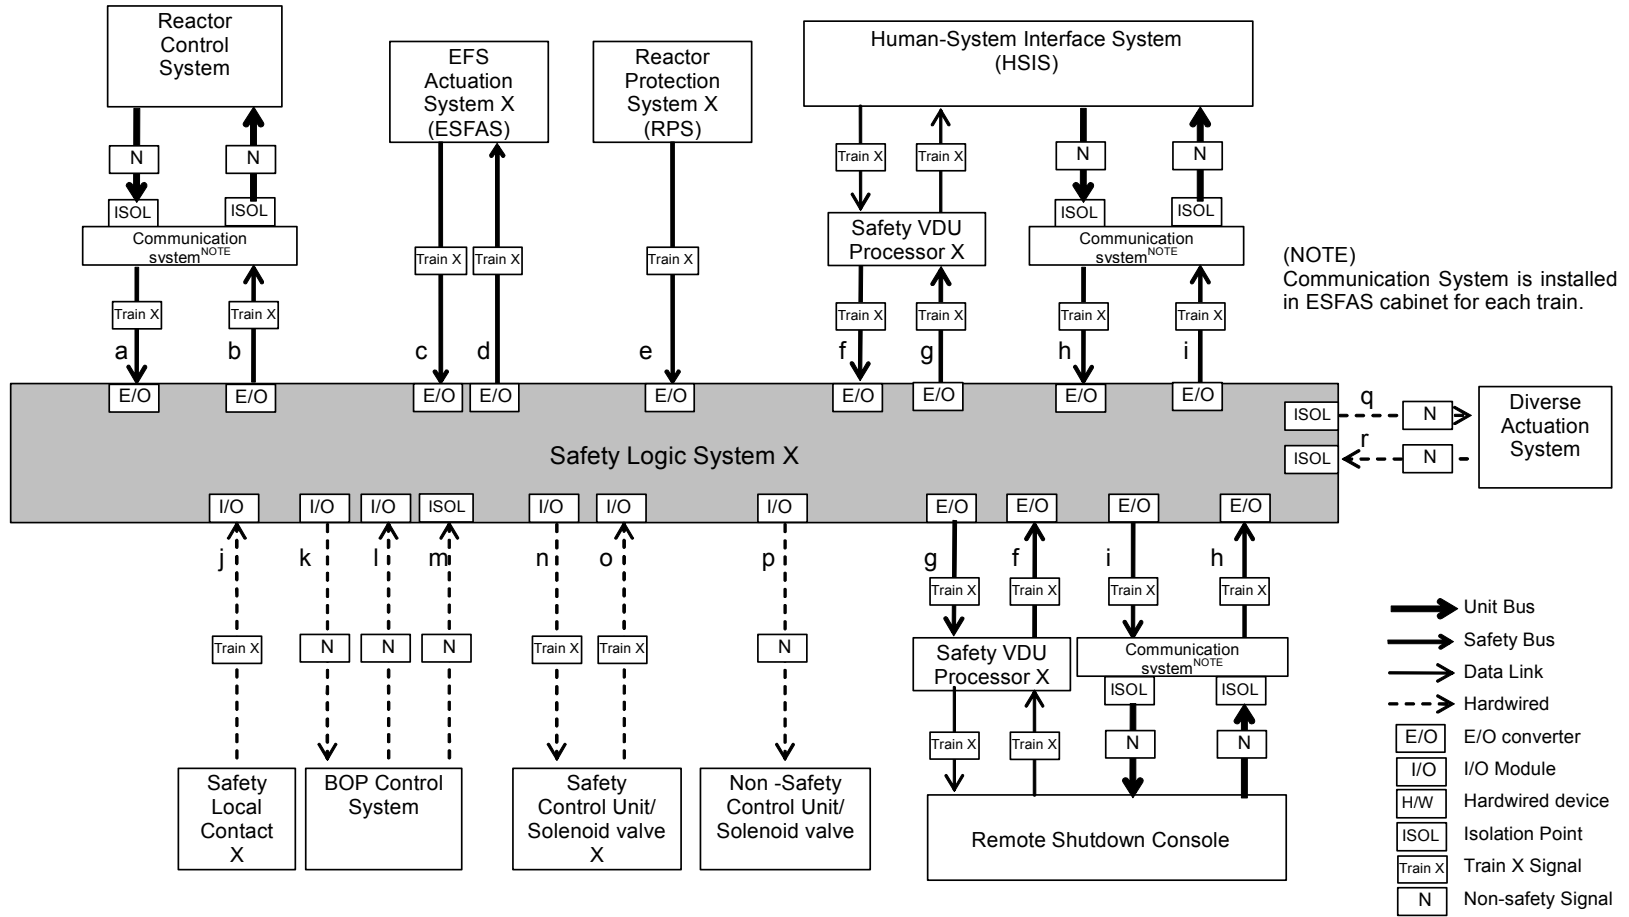 Reactor
Control
System
EFS
Actuation
System X
(ESFAS)
Reactor
Protection
System X
(RPS)
Human-System Interface System
(HSIS)
N
N
Train X
Train X
N
N
ISOL
ISOL
ISOL
ISOL
Communication
system NOTE
Safety VDU
Processor X
Communication
system NOTE
(NOTE)
Communication System is installed
in ESFAS cabinet for each train.
Train X
Train X
Train X
Train X
Train X
Train X
Train X
Train X
Train X
a
b
c
d
e
f
g
h
i
E/O
E/O
E/O
E/O
E/O
E/O
E/O
E/O
E/O
ISOL
q
N
ISOL
r
N
Diverse
Actuation
System
Safety Logic System X
I/O
I/O
I/O
ISOL
I/O
I/O
I/O
E/O
E/O
E/O
E/O
j
k
l
m
n
o
p
g
f
i
h
Train X
Train X
Train X
Train X
Train X
N
N
N
Train X
Train X
N
Safety VDU
Processor X
Communication
system NOTE
ISOL
ISOL
Train X
Train X
N
N
Safety
Local
Contact
X
BOP Control
System
Safety
Control Unit/
Solenoid valve
X
Non -Safety
Control Unit/
Solenoid valve
Remote Shutdown Console
Unit Bus
Safety Bus
Data Link
Hardwired
E/O E/O converter
I/O I/O Module
H/W Hardwired device
ISOL Isolation Point
Train X Train X Signal
N Non-safety Signal